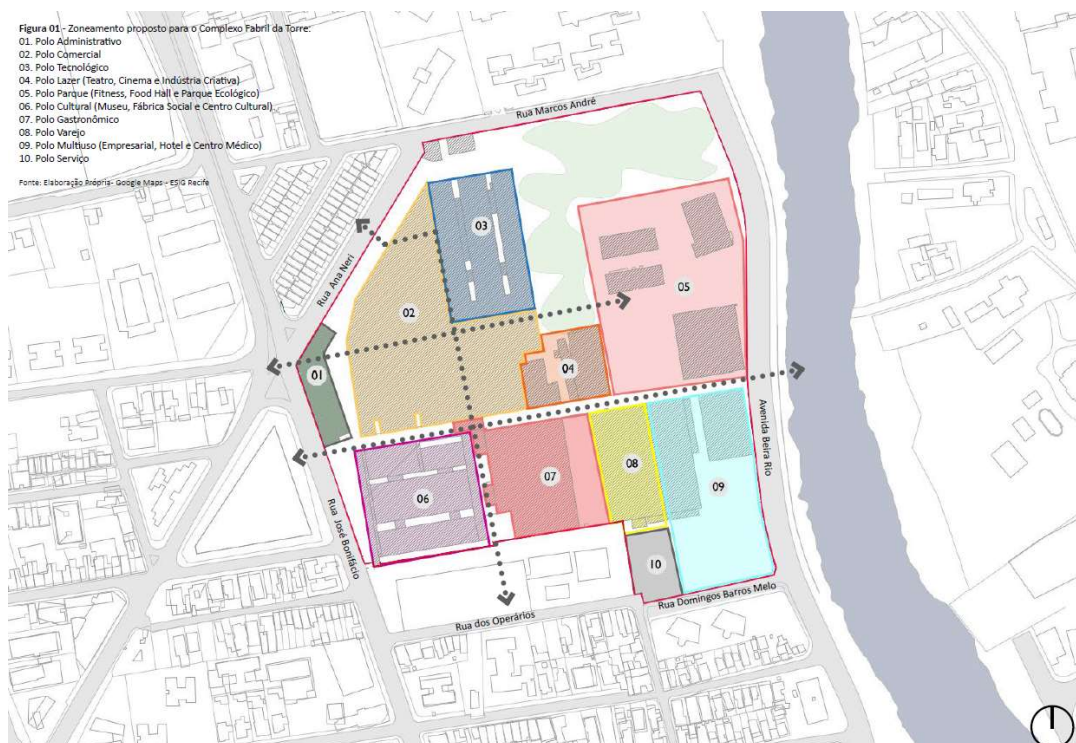 Figura 01 - Zoneamento proposto para o Complexo Fabril da Torre:
01. Polo Administrativo
02. Polo Comercial
03. Polo Tecnológico
04. Polo Lazer (Teatro, Cinema e Indústria Criativa)
05. Polo Parque (Fitness, Food Hall e Parque Ecológico)
06. Polo Cultural (Museu, Fábrica Social e Centro Cultural)
07. Polo Gastronômico
08. Polo Varejo
09. Polo Multiuso (Empresarial, Hotel e Centro Médico)
10. Polo Serviço
Fonte: Elaboração Própria- Google Maps - ESIG Recife
Rua Marcos André
Rua Ana Neri
03
02
05
01
04
Avenida Beira Rio
06
07
08
09
Rua José Bonifácio
10
Rua Domingos Barros Melo
Rua dos Operários